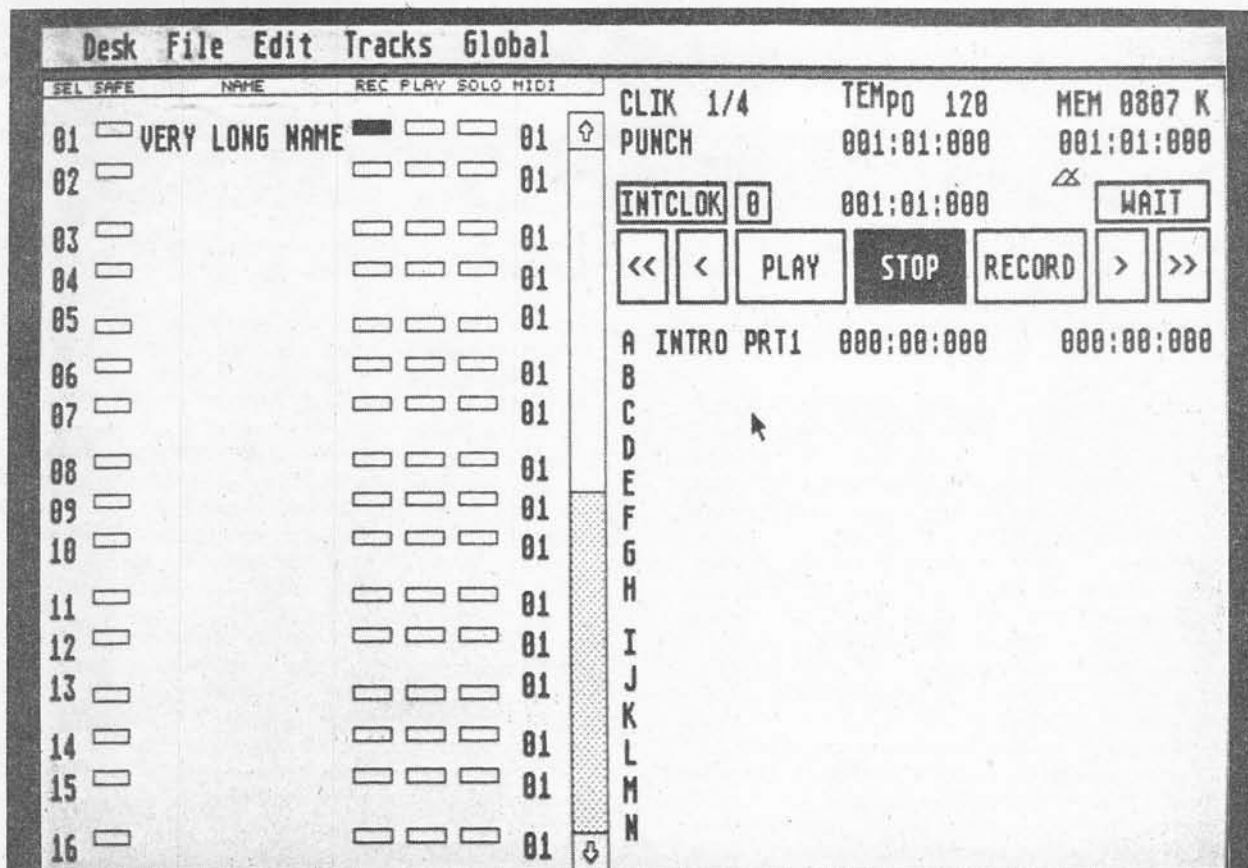 Desk File Edit Tracks Global
SEL SAFE NAME REC PLAY SOLO MIDI
01 VERY LONG NAME 01
02 01
03 01
04 01
05 01
06 01
07 01
08 01
09 01
10 01
11 01
12 01
13 01
14 01
15 01
16 01
CLIK 1/4 TEMPO 120 MEM 0807 K
PUNCH 001:01:000 001:01:000
INTCLOK 0 001:01:000 WAIT
<< < PLAY STOP RECORD > >>
A INTRO PRT1 000:00:000 000:00:000
B
C
D
E
F
G
H
I
J
K
L
M
N